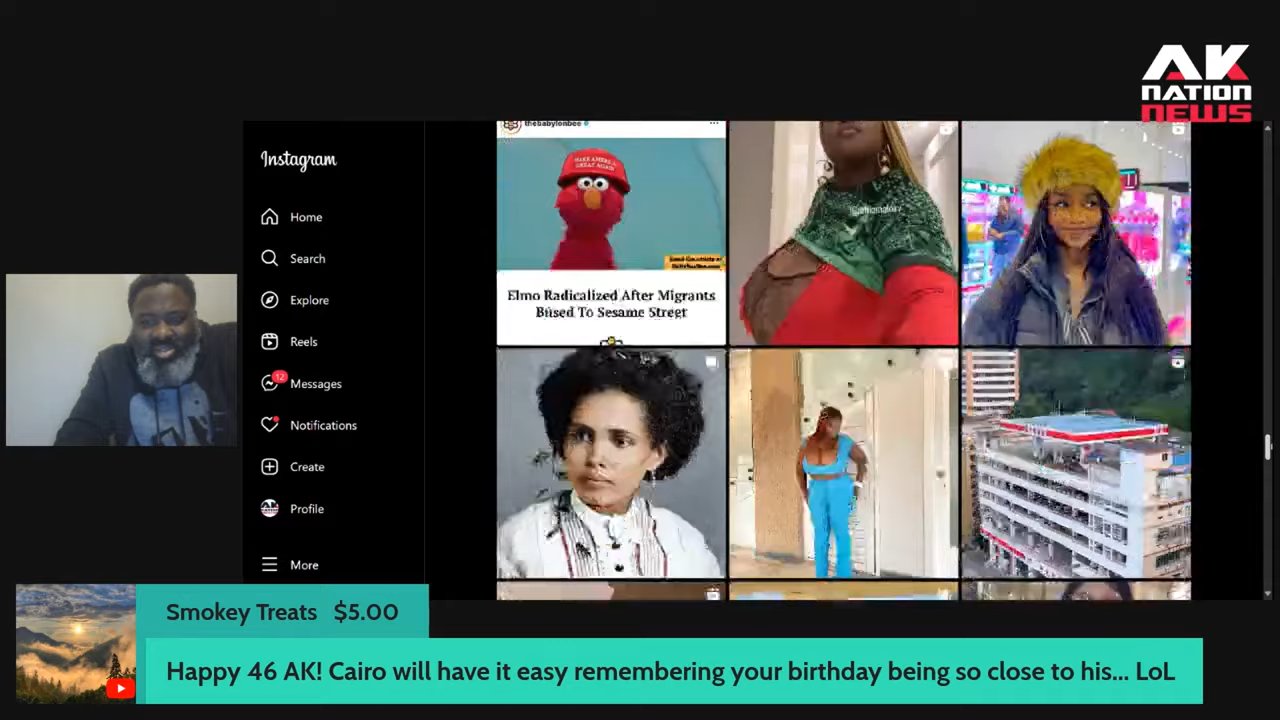 AK
NATION
NEWS
thebabylonbee
Instagram
MAKE AMERICA
GREAT AGAIN
Home
Search
Explore
Elmo Radicalized After Migrants
Bused To Sesame Street
Reels
12
Messages
Notifications
Create
Profile
More
Smokey Treats $5.00
Happy 46 AK! Cairo will have it easy remembering your birthday being so close to his... LoL